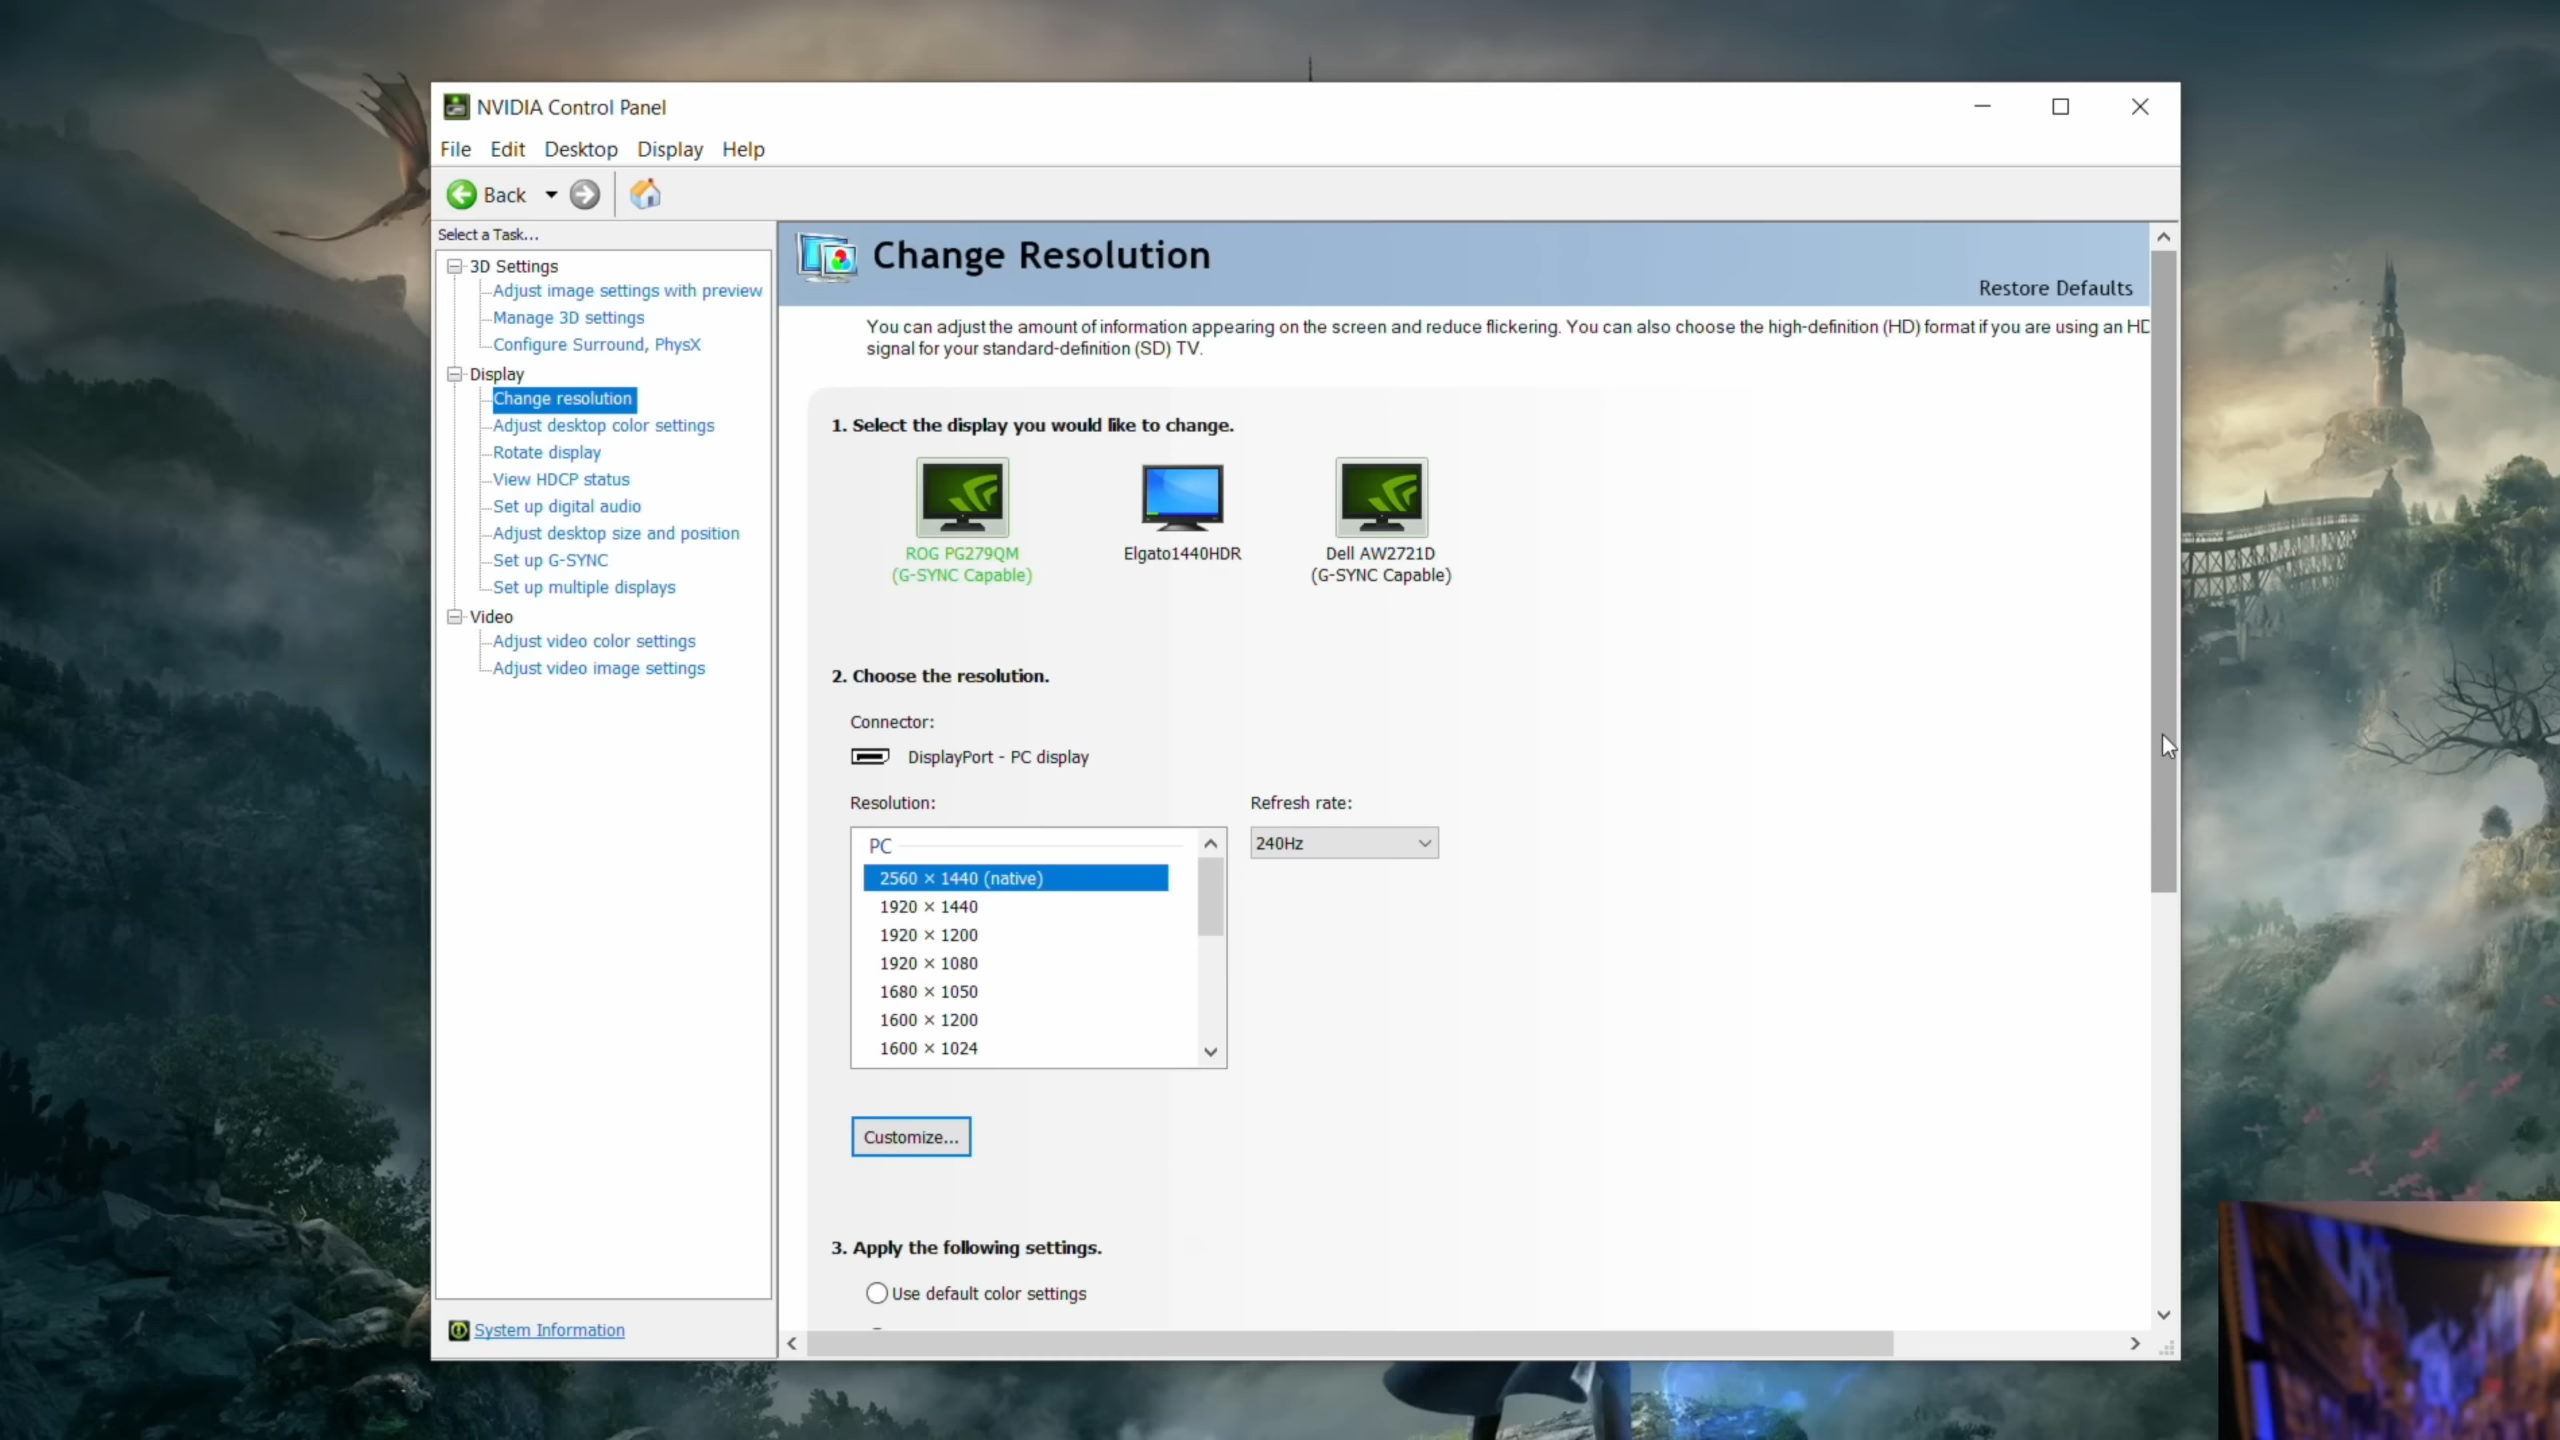 NVIDIA Control Panel
File Edit Desktop Display Help
Back
Select a Task...
3D Settings
Adjust image settings with preview
Manage 3D settings
Configure Surround, PhysX
Display
Change resolution
Adjust desktop color settings
Rotate display
View HDCP status
Set up digital audio
Adjust desktop size and position
Set up G-SYNC
Set up multiple displays
Video
Adjust video color settings
Adjust video image settings
System Information
Change Resolution
Restore Defaults
You can adjust the amount of information appearing on the screen and reduce flickering. You can also choose the high-definition (HD) format if you are using an HD
signal for your standard-definition (SD) TV.
1. Select the display you would like to change.
ROG PG279QM
(G-SYNC Capable)
Elgato1440HDR
Dell AW2721D
(G-SYNC Capable)
2. Choose the resolution.
Connector:
DisplayPort - PC display
Resolution:
Refresh rate:
PC
240Hz
2560 × 1440 (native)
1920 × 1440
1920 × 1200
1920 × 1080
1680 × 1050
1600 × 1200
1600 × 1024
Customize...
3. Apply the following settings.
Use default color settings